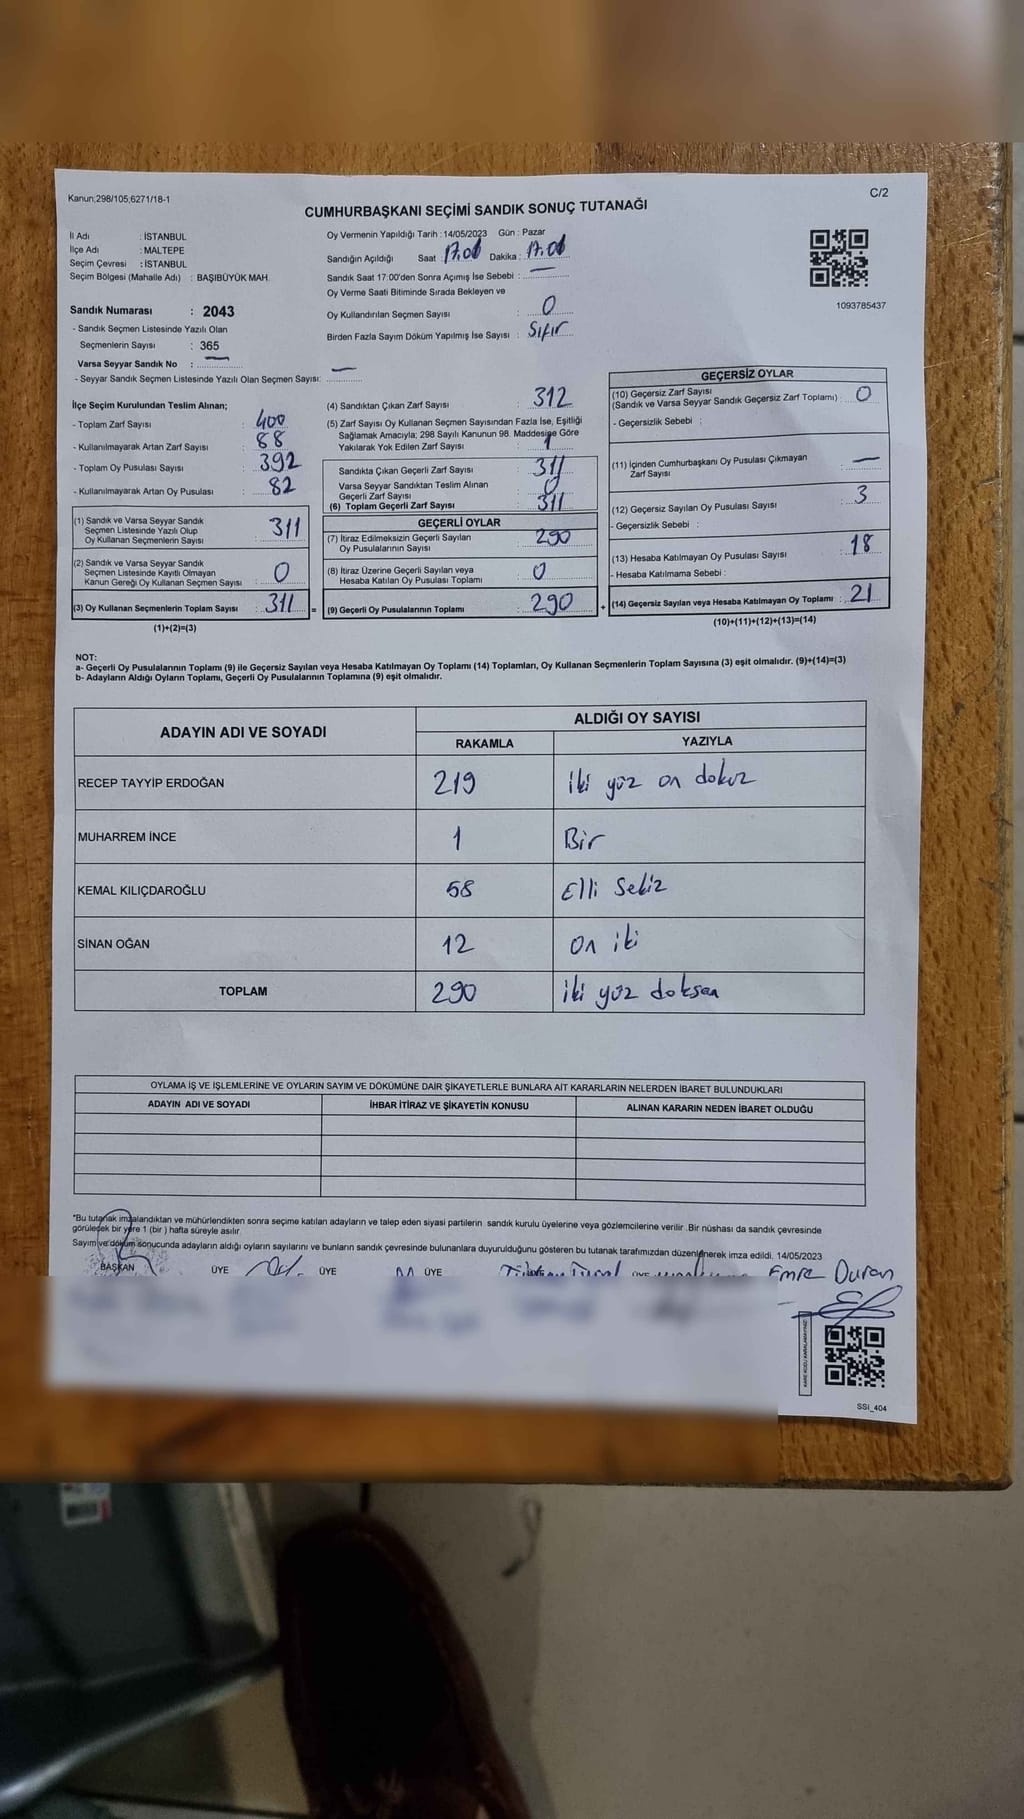 Kanun;298/105,6271/18-1
C/2
CUMHURBAŞKANI SEÇİMİ SANDIK SONUÇ TUTANAĞI
İl Adı : İSTANBUL
İlçe Adı : MALTEPE
Seçim Çevresi : İSTANBUL
Seçim Bölgesi (Mahalle Adı) : BAŞIBÜYÜK MAH.
Sandık Numarası : 2043
- Sandık Seçmen Listesinde Yazılı Olan
Seçmenlerin Sayısı : 365
Varsa Seyyar Sandık No : —
- Seyyar Sandık Seçmen Listesinde Yazılı Olan Seçmen Sayısı: —
Oy Vermenin Yapıldığı Tarih : 14/05/2023 Gün : Pazar
Sandığın Açıldığı Saat 17.01 Dakika : 17.01
Sandık Saat 17:00'den Sonra Açımış İse Sebebi : —
Oy Verme Saati Bitiminde Sırada Bekleyen ve
Oy Kullandırılan Seçmen Sayısı : 0
Birden Fazla Sayım Döküm Yapılmış İse Sayısı : Sıfır
1093785437
İlçe Seçim Kurulundan Teslim Alınan;
- Toplam Zarf Sayısı : 400
- Kullanılmayarak Artan Zarf Sayısı : 88
- Toplam Oy Pusulası Sayısı : 392
- Kullanılmayarak Artan Oy Pusulası : 82
(1) Sandık ve Varsa Seyyar Sandık
Seçmen Listesinde Yazılı Olup
Oy Kullanan Seçmenlerin Sayısı : 311
(2) Sandık ve Varsa Seyyar Sandık
Seçmen Listesinde Kayıtlı Olmayan
Kanun Gereği Oy Kullanan Seçmen Sayısı : 0
(3) Oy Kullanan Seçmenlerin Toplam Sayısı : 311 =
(1)+(2)=(3)
(4) Sandıktan Çıkan Zarf Sayısı : 312
(5) Zarf Sayısı Oy Kullanan Seçmen Sayısından Fazla İse, Eşitliği
Sağlamak Amacıyla; 298 Sayılı Kanunun 98. Maddesine Göre
Yakılarak Yok Edilen Zarf Sayısı : 1
Sandıkta Çıkan Geçerli Zarf Sayısı : 311
Varsa Seyyar Sandıktan Teslim Alınan
Geçerli Zarf Sayısı : 0
(6) Toplam Geçerli Zarf Sayısı : 311
GEÇERLİ OYLAR
(7) İtiraz Edilmeksizin Geçerli Sayılan
Oy Pusulalarının Sayısı : 290
(8) İtiraz Üzerine Geçerli Sayılan veya
Hesaba Katılan Oy Pusulası Toplamı : 0
(9) Geçerli Oy Pusulalarının Toplamı : 290 +
GEÇERSİZ OYLAR
(10) Geçersiz Zarf Sayısı
(Sandık ve Varsa Seyyar Sandık Geçersiz Zarf Toplamı) : 0
- Geçersizlik Sebebi :
(11) İçinden Cumhurbaşkanı Oy Pusulası Çıkmayan
Zarf Sayısı : —
(12) Geçersiz Sayılan Oy Pusulası Sayısı : 3
- Geçersizlik Sebebi :
(13) Hesaba Katılmayan Oy Pusulası Sayısı : 18
- Hesaba Katılmama Sebebi :
(14) Geçersiz Sayılan veya Hesaba Katılmayan Oy Toplamı : 21
(10)+(11)+(12)+(13)=(14)
NOT:
a- Geçerli Oy Pusulalarının Toplamı (9) ile Geçersiz Sayılan veya Hesaba Katılmayan Oy Toplamı (14) Toplamları, Oy Kullanan Seçmenlerin Toplam Sayısına (3) eşit olmalıdır. (9)+(14)=(3)
b- Adayların Aldığı Oyların Toplamı, Geçerli Oy Pusulalarının Toplamına (9) eşit olmalıdır.
ADAYIN ADI VE SOYADI
ALDIĞI OY SAYISI
RAKAMLA YAZIYLA
RECEP TAYYİP ERDOĞAN 219 iki yüz on dokuz
MUHARREM İNCE 1 Bir
KEMAL KILIÇDAROĞLU 58 Elli Sekiz
SİNAN OĞAN 12 on iki
TOPLAM 290 iki yüz doksan
OYLAMA İŞ VE İŞLEMLERİNE VE OYLARIN SAYIM VE DÖKÜMÜNE DAİR ŞİKAYETLERLE BUNLARA AİT KARARLARIN NELERDEN İBARET BULUNDUKLARI
ADAYIN ADI VE SOYADI İHBAR İTİRAZ VE ŞİKAYETİN KONUSU ALINAN KARARIN NEDEN İBARET OLDUĞU
*Bu tutanak imzalandıktan ve mühürlendikten sonra seçime katılan adayların ve talep eden siyasi partilerin sandık kurulu üyelerine veya gözlemcilerine verilir. Bir nüshası da sandık çevresinde
görülecek bir yere 1 (bir) hafta süreyle asılır.
Sayım ve döküm sonucunda adayların aldığı oyların sayılarını ve bunların sandık çevresinde bulunanlara duyurulduğunu gösteren bu tutanak tarafımızdan düzenlenerek imza edildi. 14/05/2023
BAŞKAN ÜYE ÜYE ÜYE ÜYE Emre Duran
SSI_404